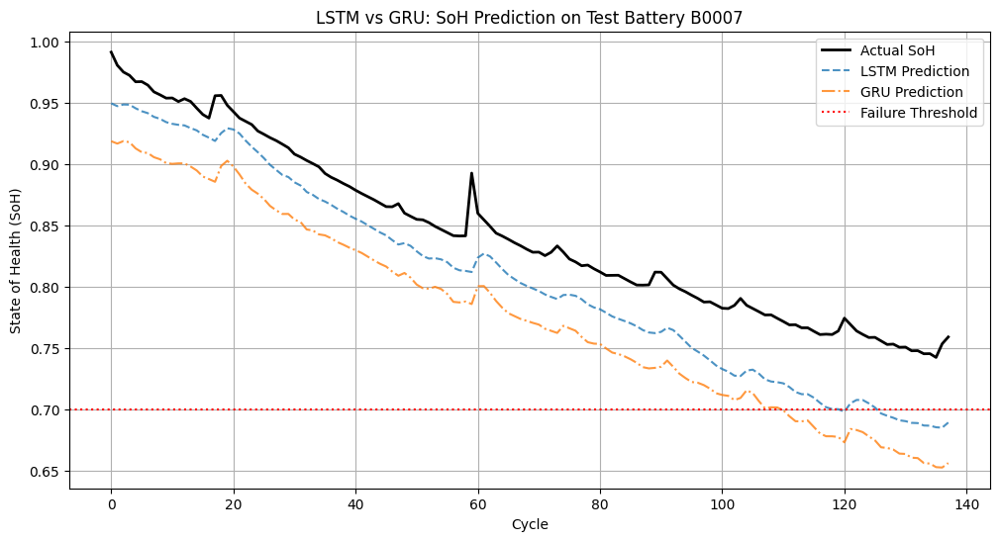 LSTM vs GRU: SoH Prediction on Test Battery B0007
State of Health (SoH)
1.00
0.95
0.90
0.85
0.80
0.75
0.70
0.65
Actual SoH
LSTM Prediction
GRU Prediction
Failure Threshold
0 20 40 60 80 100 120 140
Cycle